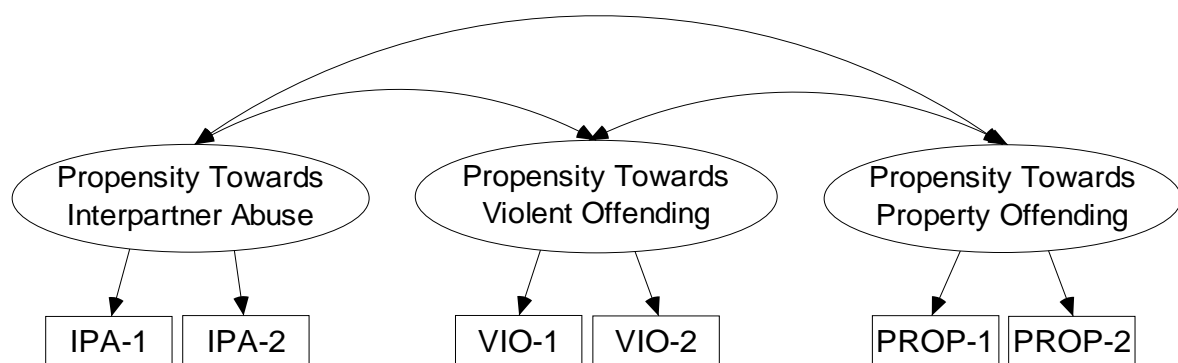 Propensity Towards
Interpartner Abuse
Propensity Towards
Violent Offending
Propensity Towards
Property Offending
IPA-1
IPA-2
VIO-1
VIO-2
PROP-1
PROP-2